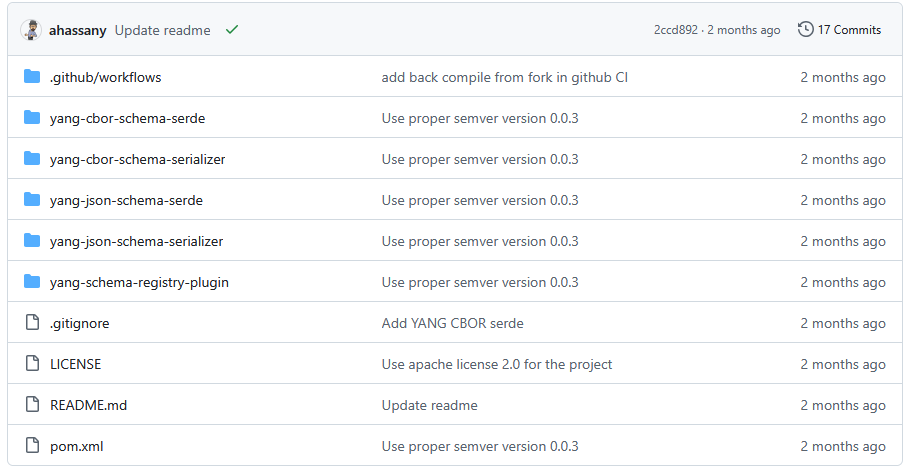 ahassany Update readme 2ccd892 · 2 months ago 17 Commits
.github/workflows add back compile from fork in github CI 2 months ago
yang-cbor-schema-serde Use proper semver version 0.0.3 2 months ago
yang-cbor-schema-serializer Use proper semver version 0.0.3 2 months ago
yang-json-schema-serde Use proper semver version 0.0.3 2 months ago
yang-json-schema-serializer Use proper semver version 0.0.3 2 months ago
yang-schema-registry-plugin Use proper semver version 0.0.3 2 months ago
.gitignore Add YANG CBOR serde 2 months ago
LICENSE Use apache license 2.0 for the project 2 months ago
README.md Update readme 2 months ago
pom.xml Use proper semver version 0.0.3 2 months ago